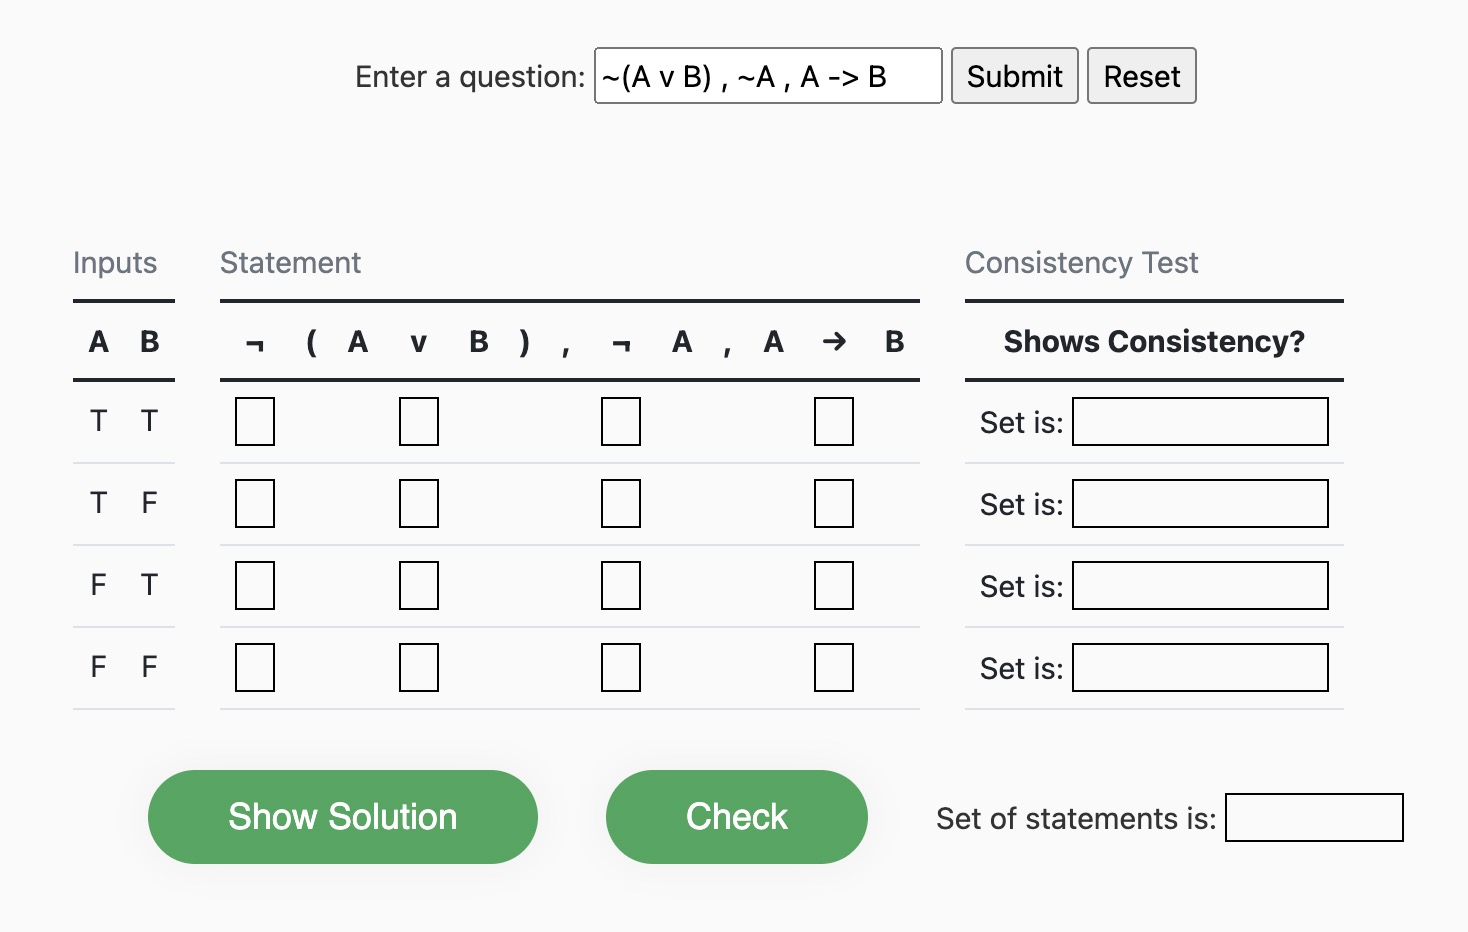 Enter a question: ~(A v B) , ~A , A -> B Submit Reset
Inputs Statement Consistency Test
A B ¬ ( A v B ) , ¬ A , A → B Shows Consistency?
T T Set is:
T F Set is:
F T Set is:
F F Set is:
Show Solution Check Set of statements is: